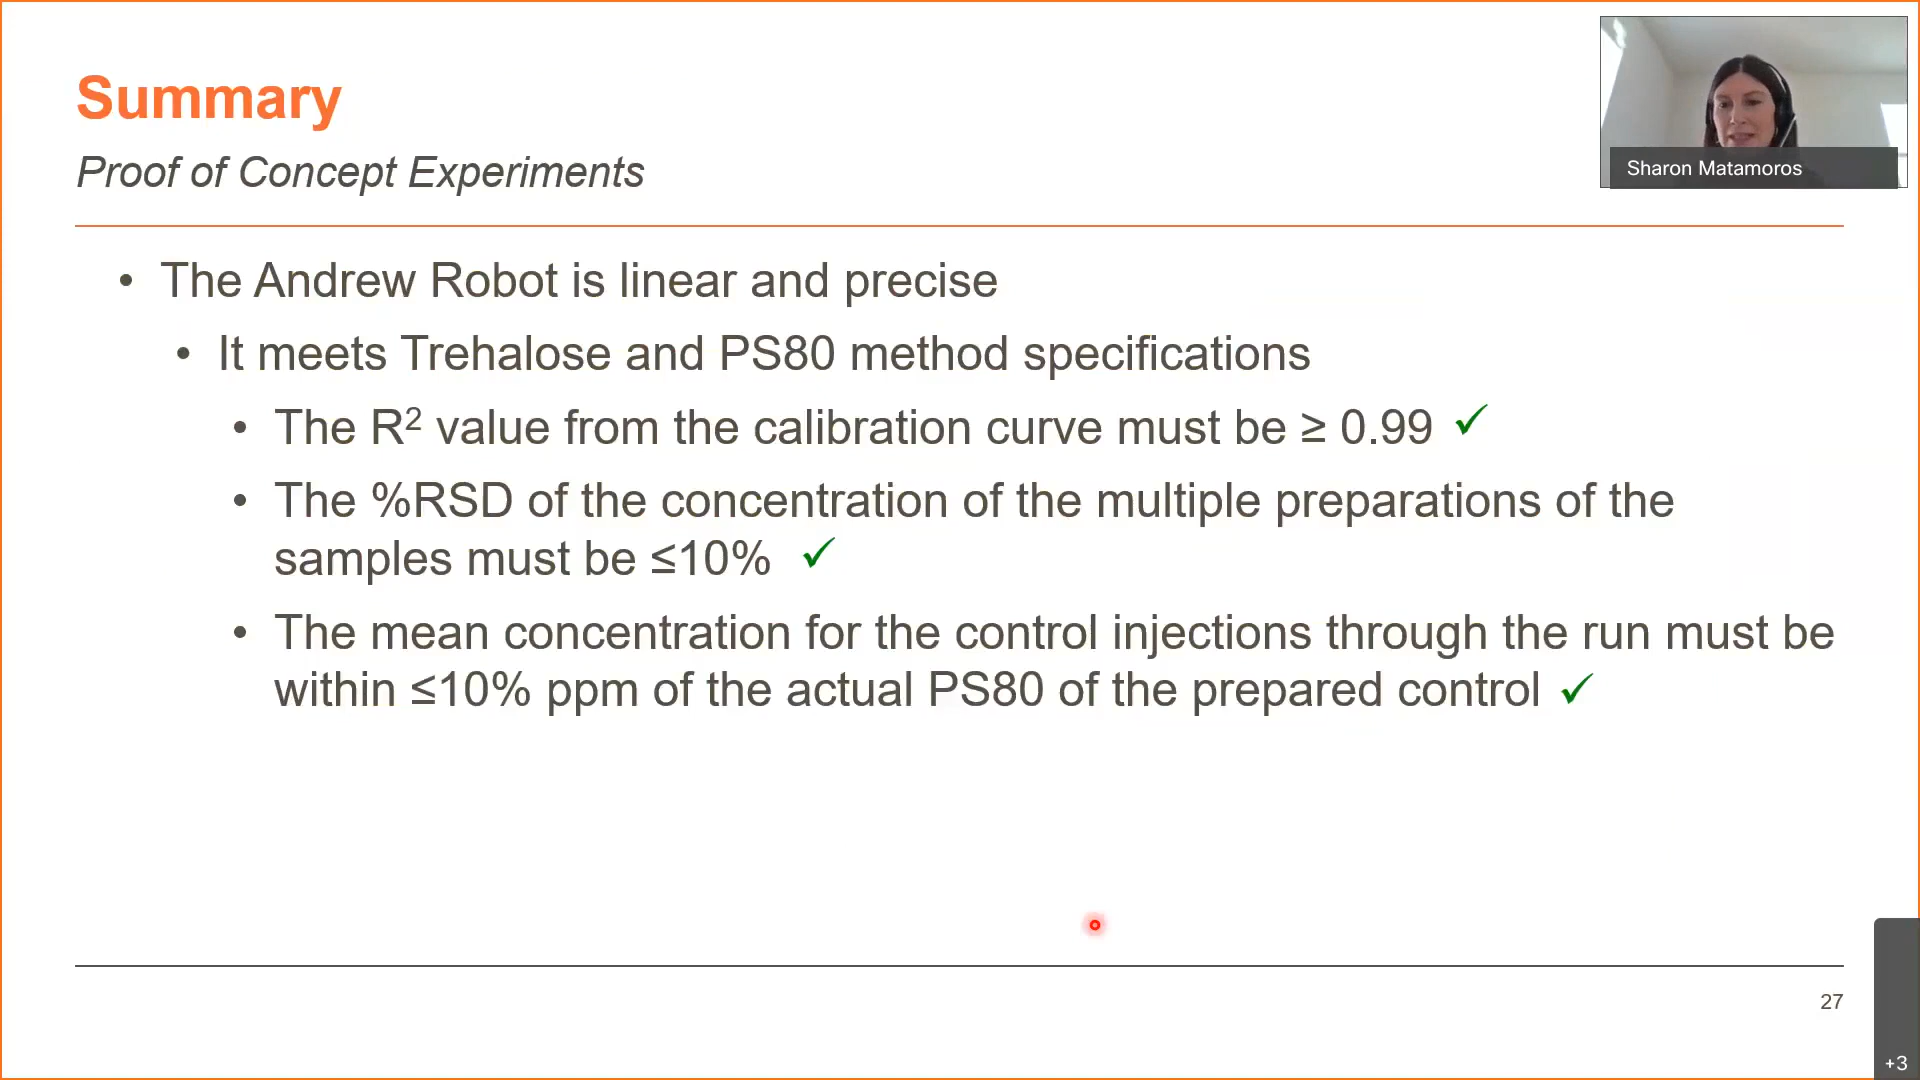 Summary
Proof of Concept Experiments
Sharon Matamoros
• The Andrew Robot is linear and precise
• It meets Trehalose and PS80 method specifications
• The R² value from the calibration curve must be ≥ 0.99 ✓
• The %RSD of the concentration of the multiple preparations of the
samples must be ≤10% ✓
• The mean concentration for the control injections through the run must be
within ≤10% ppm of the actual PS80 of the prepared control ✓
27
+3